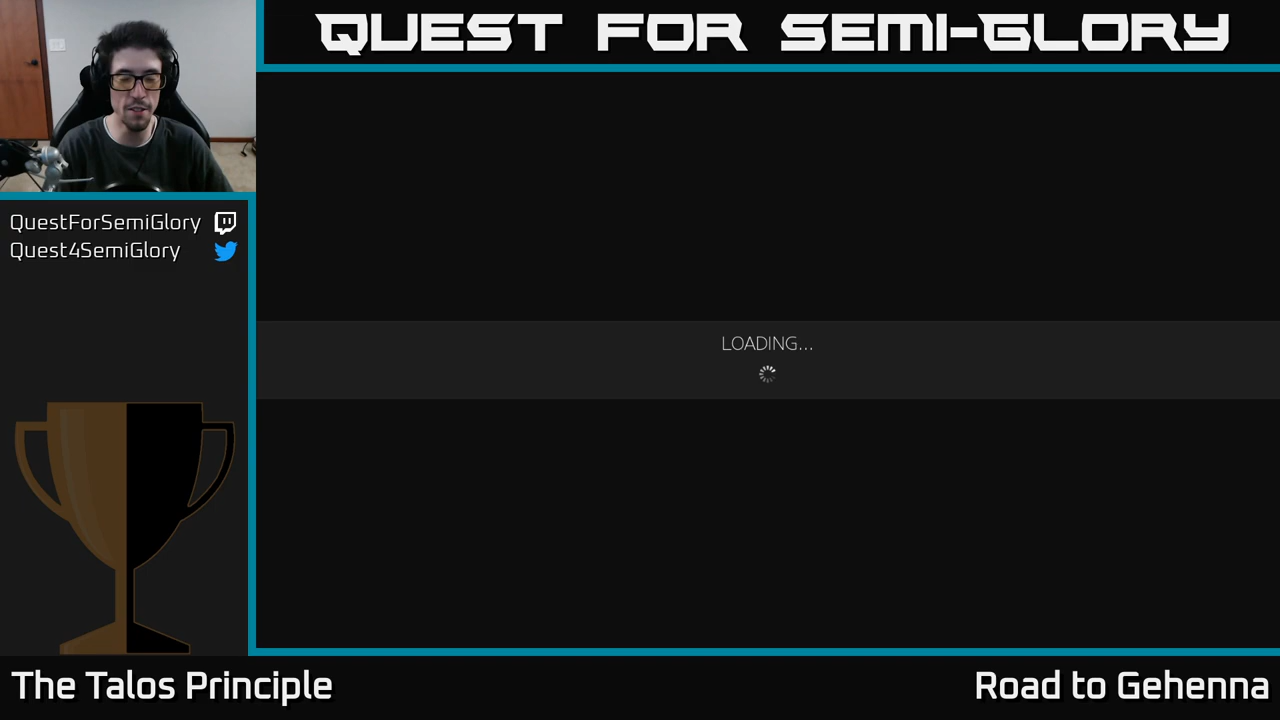 QUEST FOR SEMI-GLORY
QuestForSemiGlory
Quest4SemiGlory
LOADING...
The Talos Principle
Road to Gehenna